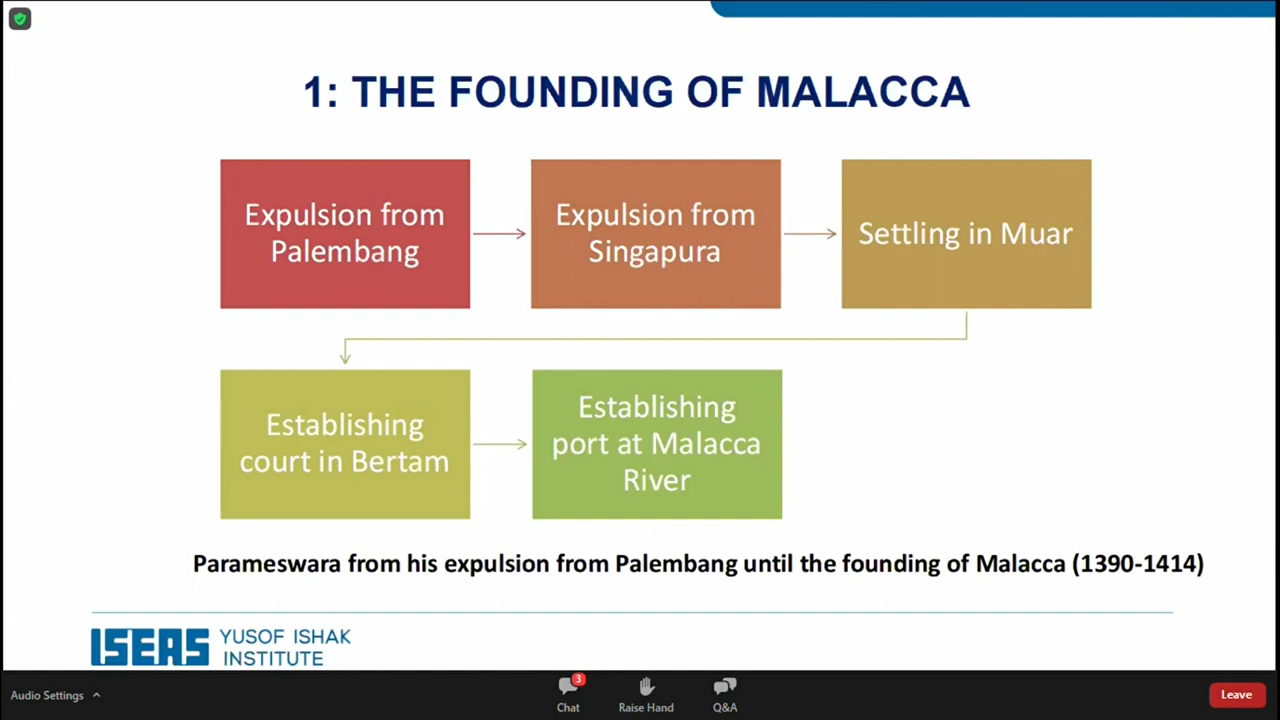 1: THE FOUNDING OF MALACCA
Expulsion from
Palembang
Expulsion from
Singapura
Settling in Muar
Establishing
court in Bertam
Establishing
port at Malacca
River
Parameswara from his expulsion from Palembang until the founding of Malacca (1390-1414)
ISEAS YUSOF ISHAK
INSTITUTE
Audio Settings
3
Chat
Raise Hand
Q&A
Leave